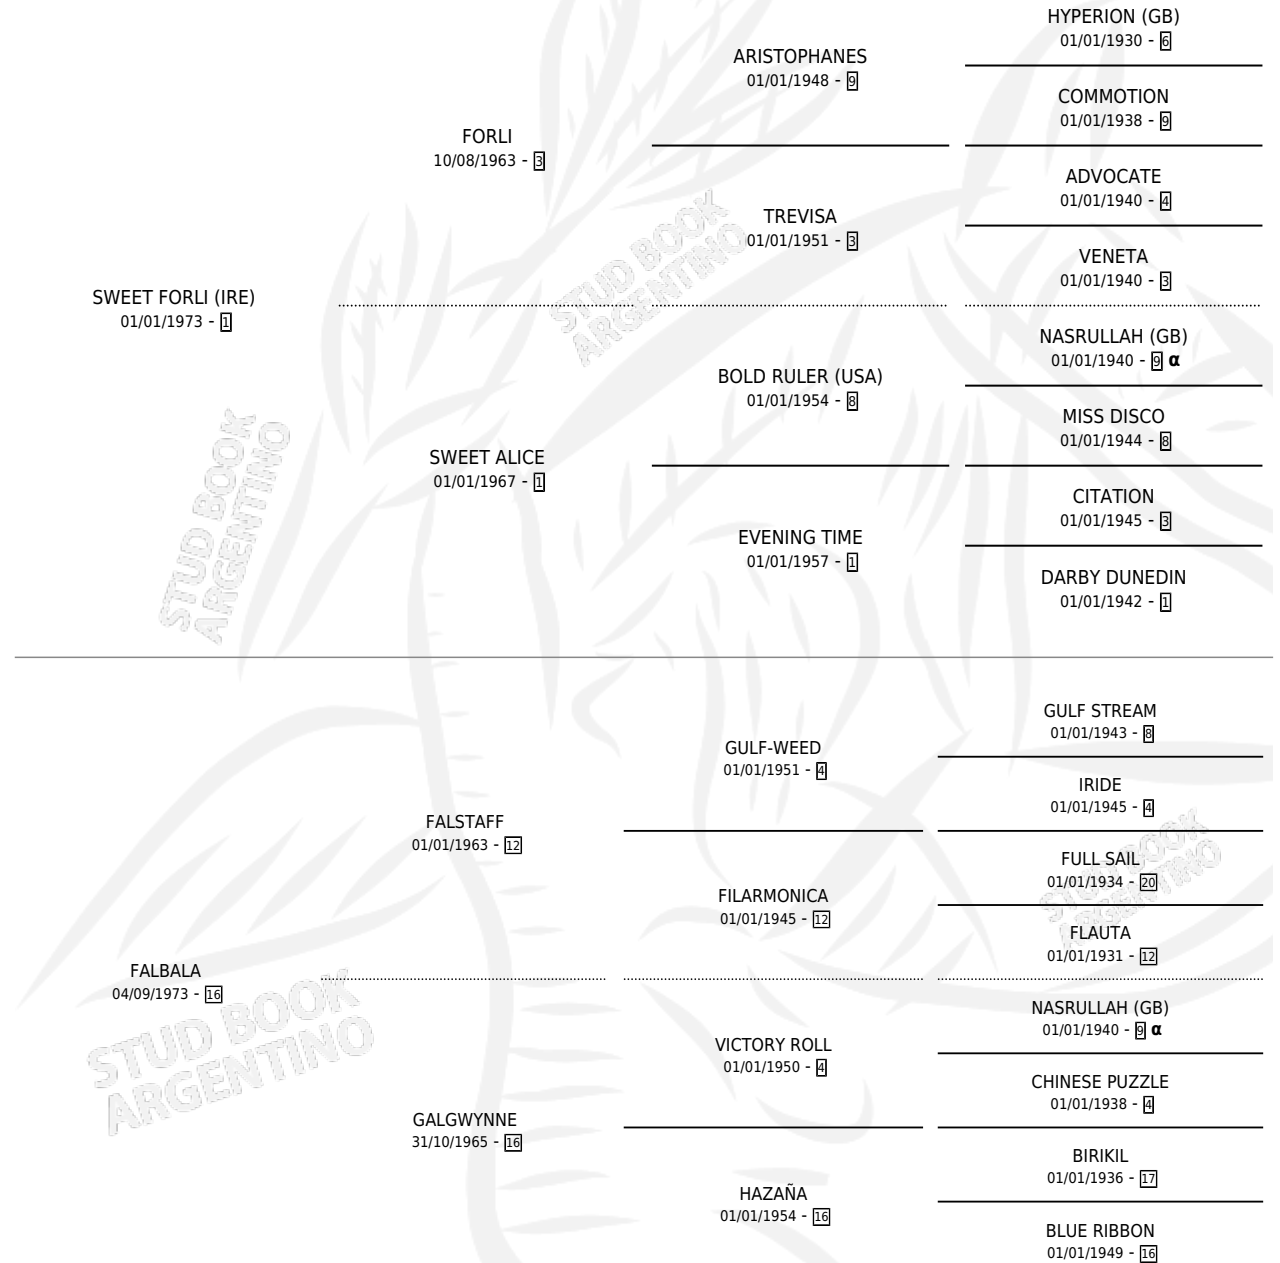 HYPERION (GB)
01/01/1930 - 6
ARISTOPHANES
01/01/1948 - 9
COMMOTION
01/01/1938 - 9
FORLI
10/08/1963 - 3
ADVOCATE
01/01/1940 - 4
TREVISA
01/01/1951 - 3
VENETA
01/01/1940 - 3
SWEET FORLI (IRE)
01/01/1973 - 1
NASRULLAH (GB)
01/01/1940 - 9 α
BOLD RULER (USA)
01/01/1954 - 8
MISS DISCO
01/01/1944 - 8
SWEET ALICE
01/01/1967 - 1
CITATION
01/01/1945 - 3
EVENING TIME
01/01/1957 - 1
DARBY DUNEDIN
01/01/1942 - 1
GULF STREAM
01/01/1943 - 8
GULF-WEED
01/01/1951 - 4
IRIDE
01/01/1945 - 4
FALSTAFF
01/01/1963 - 12
FULL SAIL
01/01/1934 - 20
FILARMONICA
01/01/1945 - 12
FLAUTA
01/01/1931 - 12
FALBALA
04/09/1973 - 16
NASRULLAH (GB)
01/01/1940 - 9 α
VICTORY ROLL
01/01/1950 - 4
CHINESE PUZZLE
01/01/1938 - 4
GALGWYNNE
31/10/1965 - 16
BIRIKIL
01/01/1936 - 17
HAZAÑA
01/01/1954 - 16
BLUE RIBBON
01/01/1949 - 16
STUD BOOK
ARGENTINO
STUD BOOK
ARGENTINO
STUD BOOK
ARGENTINO
STUD BOOK
ARGENTINO